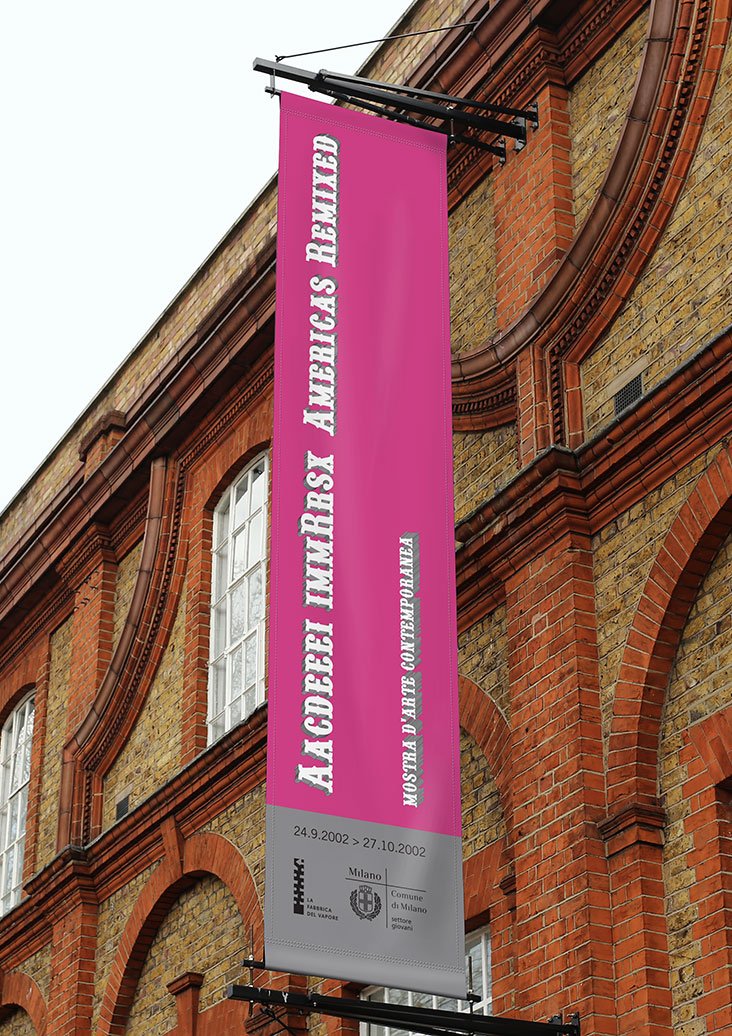 Aacdeeei immRrsx Americas Remixed
mostra d'arte contemporanea
24.9.2002 > 27.10.2002
LA
FABBRICA
DEL VAPORE
Milano
Comune
di Milano
settore
giovani